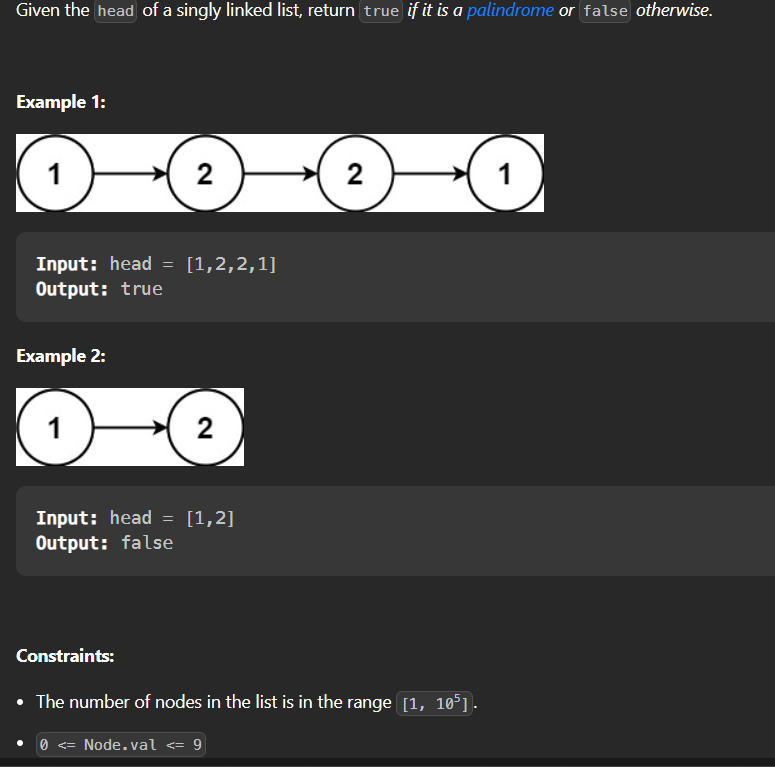 Given the head of a singly linked list, return true if it is a palindrome or false otherwise.
Example 1:
1 2 2 1
Input: head = [1,2,2,1]
Output: true
Example 2:
1 2
Input: head = [1,2]
Output: false
Constraints:
• The number of nodes in the list is in the range [1, 10⁵].
• 0 <= Node.val <= 9